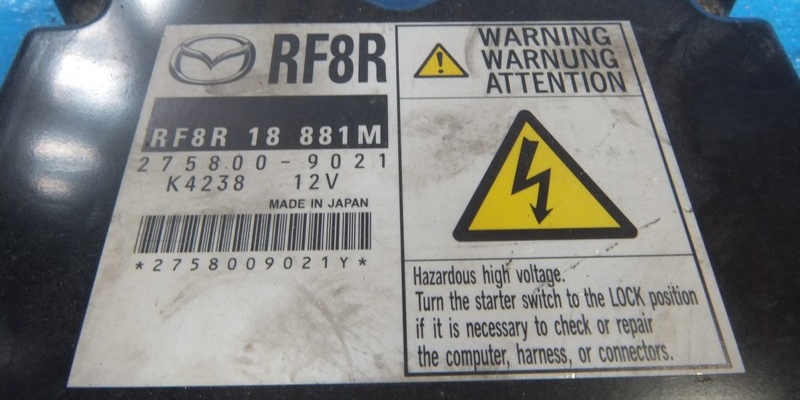 RF8R
RF8R 18 881M
275800-9021
K4238 12V
MADE IN JAPAN
*2758009021Y*
WARNING
WARNUNG
ATTENTION
Hazardous high voltage.
Turn the starter switch to the LOCK position
if it is necessary to check or repair
the computer, harness, or connectors.